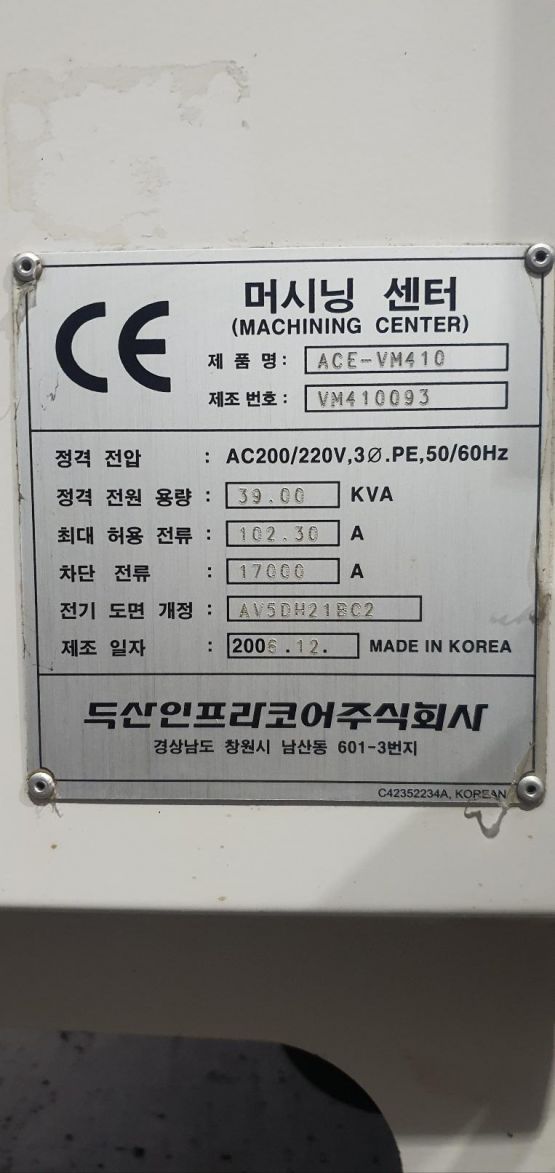 CE
머시닝 센터
(MACHINING CENTER)
제 품 명 : ACE-VM410
제조 번호 : VM410093
정격 전압 : AC200/220V,3Ø.PE,50/60Hz
정격 전원 용량 : 39.00 KVA
최대 허용 전류 : 102.30 A
차단 전류 : 17000 A
전기 도면 개정 : AV5DH21BC2
제조 일자 : 2006.12. MADE IN KOREA
두산인프라코어주식회사
경상남도 창원시 남산동 601-3번지
C42352234A, KOREAN